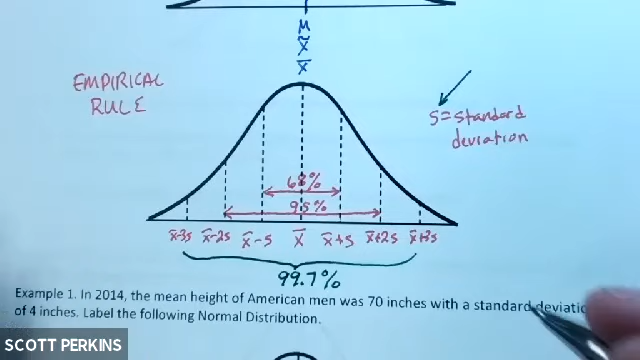 M
x̃
x̄
EMPIRICAL
RULE
S=standard
deviation
68%
95%
x̄-3s x̄-2s x̄-s x̄ x̄+s x̄+2s x̄+3s
99.7%
Example 1. In 2014, the mean height of American men was 70 inches with a standard deviatio
of 4 inches. Label the following Normal Distribution.
SCOTT PERKINS